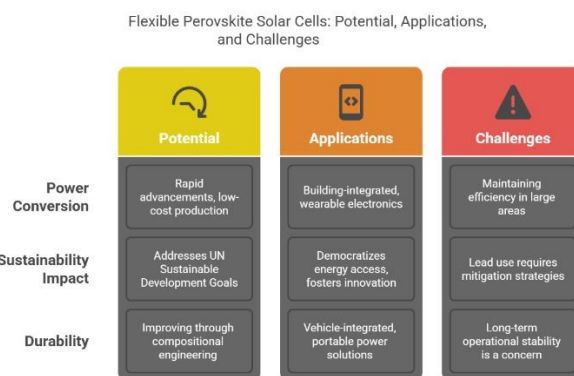 Flexible Perovskite Solar Cells: Potential, Applications,
and Challenges
Potential
Applications
Challenges
Power
Conversion
Rapid
advancements, low-
cost production
Building-integrated,
wearable electronics
Maintaining
efficiency in large
areas
Sustainability
Impact
Addresses UN
Sustainable
Development Goals
Democratizes
energy access,
fosters innovation
Lead use requires
mitigation strategies
Durability
Improving through
compositional
engineering
Vehicle-integrated,
portable power
solutions
Long-term
operational stability
is a concern